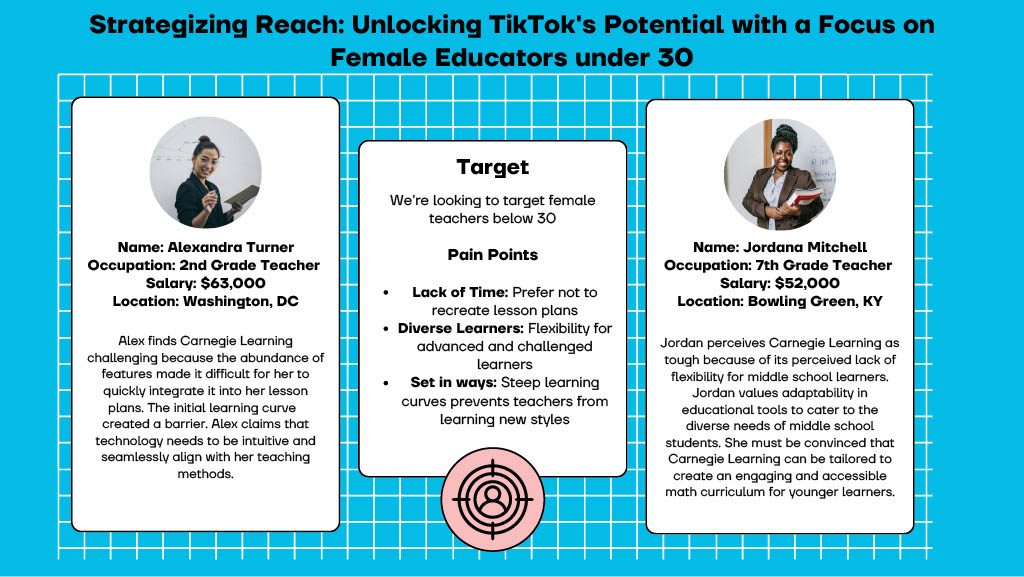 Strategizing Reach: Unlocking TikTok's Potential with a Focus on
Female Educators under 30
Name: Alexandra Turner
Occupation: 2nd Grade Teacher
Salary: $63,000
Location: Washington, DC
Alex finds Carnegie Learning
challenging because the abundance of
features made it difficult for her to
quickly integrate it into her lesson
plans. The initial learning curve
created a barrier. Alex claims that
technology needs to be intuitive and
seamlessly align with her teaching
methods.
Target
We're looking to target female
teachers below 30
Pain Points
• Lack of Time: Prefer not to
recreate lesson plans
• Diverse Learners: Flexibility for
advanced and challenged
learners
• Set in ways: Steep learning
curves prevents teachers from
learning new styles
Name: Jordana Mitchell
Occupation: 7th Grade Teacher
Salary: $52,000
Location: Bowling Green, KY
Jordan perceives Carnegie Learning as
tough because of its perceived lack of
flexibility for middle school learners.
Jordan values adaptability in
educational tools to cater to the
diverse needs of middle school
students. She must be convinced that
Carnegie Learning can be tailored to
create an engaging and accessible
math curriculum for younger learners.